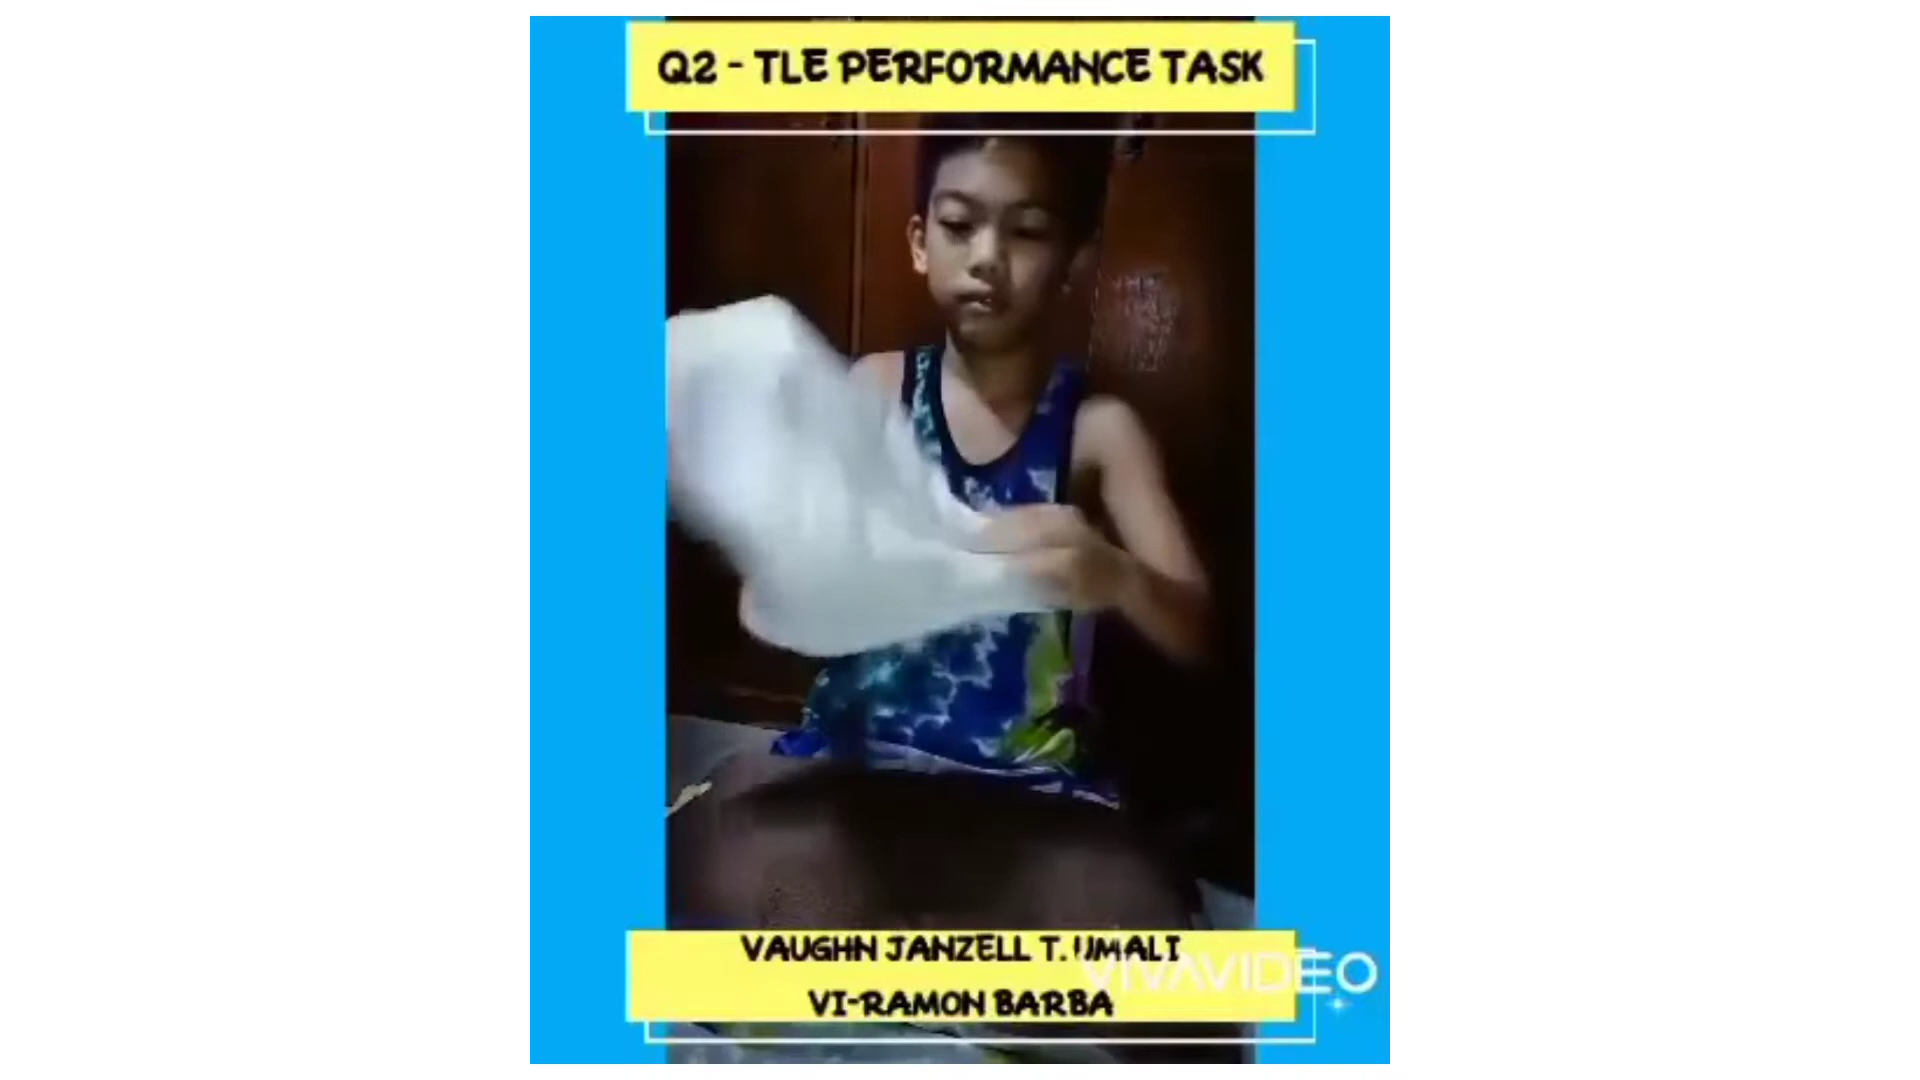 Q2 - TLE PERFORMANCE TASK
VAUGHN JANZELL T. UMALI
VI-RAMON BARBA
VIVAVIDEO